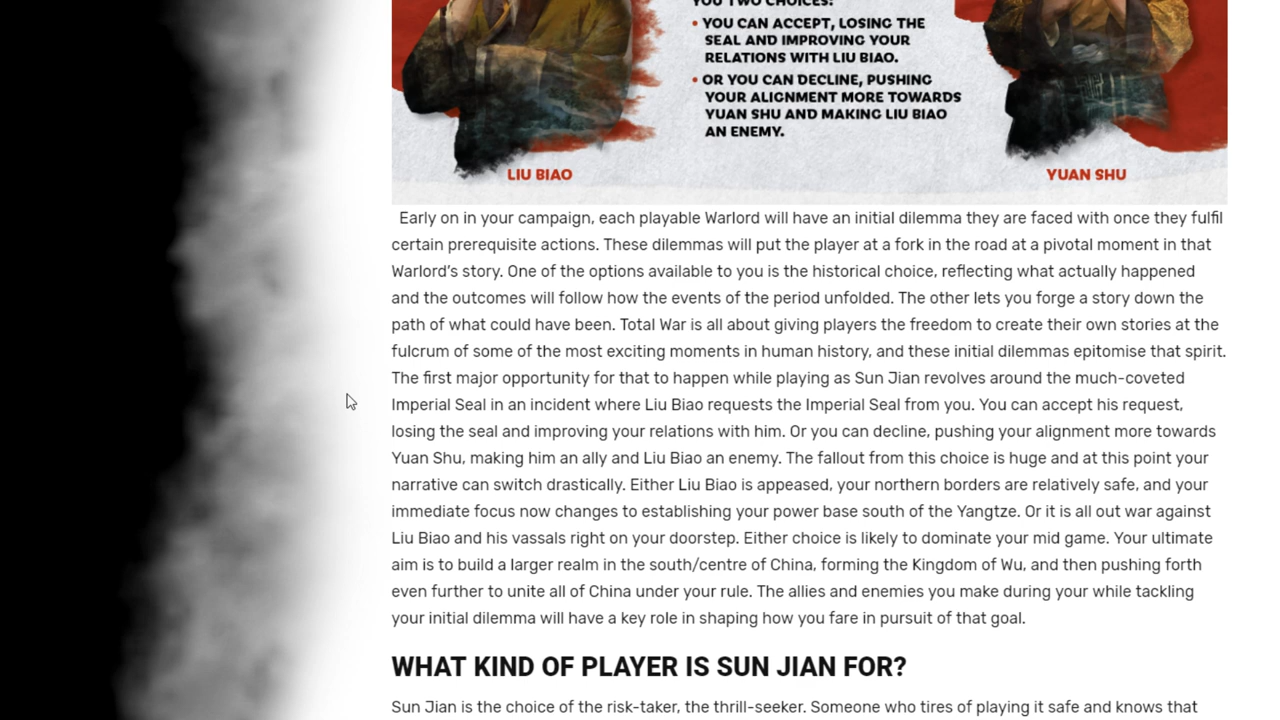 YOU TWO CHOICES:
• YOU CAN ACCEPT, LOSING THE
SEAL AND IMPROVING YOUR
RELATIONS WITH LIU BIAO.
• OR YOU CAN DECLINE, PUSHING
YOUR ALIGNMENT MORE TOWARDS
YUAN SHU AND MAKING LIU BIAO
AN ENEMY.
LIU BIAO
YUAN SHU
Early on in your campaign, each playable Warlord will have an initial dilemma they are faced with once they fulfil
certain prerequisite actions. These dilemmas will put the player at a fork in the road at a pivotal moment in that
Warlord's story. One of the options available to you is the historical choice, reflecting what actually happened
and the outcomes will follow how the events of the period unfolded. The other lets you forge a story down the
path of what could have been. Total War is all about giving players the freedom to create their own stories at the
fulcrum of some of the most exciting moments in human history, and these initial dilemmas epitomise that spirit.
The first major opportunity for that to happen while playing as Sun Jian revolves around the much-coveted
Imperial Seal in an incident where Liu Biao requests the Imperial Seal from you. You can accept his request,
losing the seal and improving your relations with him. Or you can decline, pushing your alignment more towards
Yuan Shu, making him an ally and Liu Biao an enemy. The fallout from this choice is huge and at this point your
narrative can switch drastically. Either Liu Biao is appeased, your northern borders are relatively safe, and your
immediate focus now changes to establishing your power base south of the Yangtze. Or it is all out war against
Liu Biao and his vassals right on your doorstep. Either choice is likely to dominate your mid game. Your ultimate
aim is to build a larger realm in the south/centre of China, forming the Kingdom of Wu, and then pushing forth
even further to unite all of China under your rule. The allies and enemies you make during your while tackling
your initial dilemma will have a key role in shaping how you fare in pursuit of that goal.
WHAT KIND OF PLAYER IS SUN JIAN FOR?
Sun Jian is the choice of the risk-taker, the thrill-seeker. Someone who tires of playing it safe and knows that